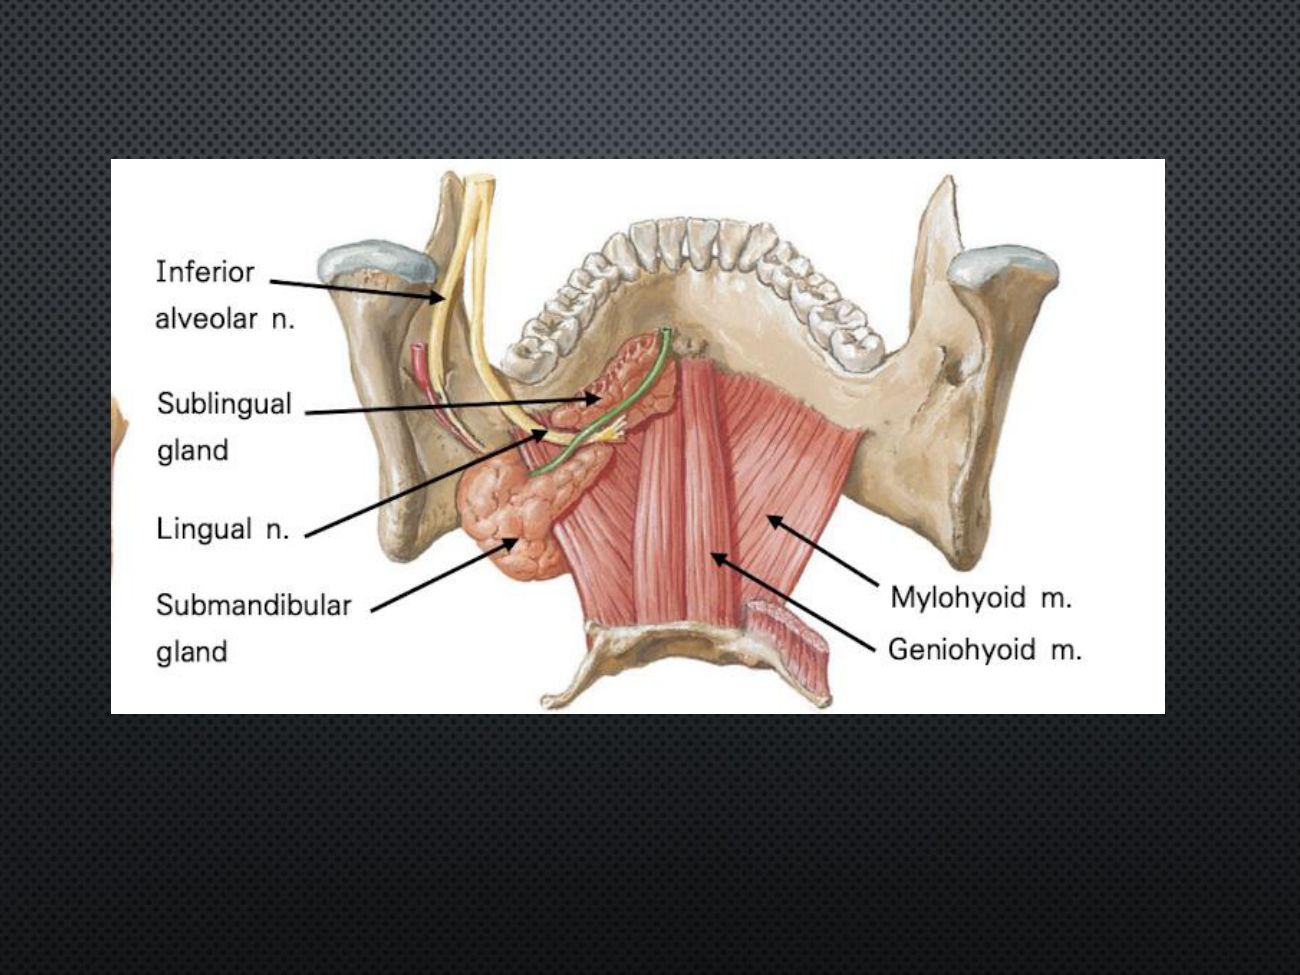 Inferior
alveolar n.
Sublingual
gland
Lingual n.
Submandibular
gland
Mylohyoid m.
Geniohyoid m.